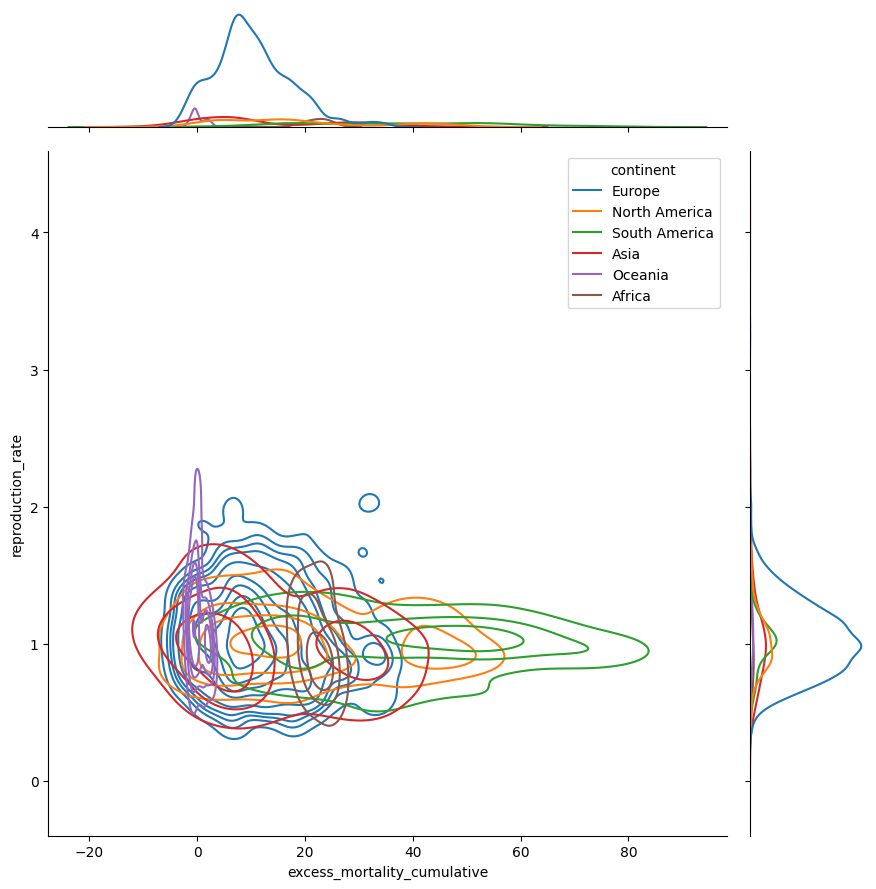 continent
Europe
North America
South America
Asia
Oceania
Africa
4
3
2
1
0
reproduction_rate
−20 0 20 40 60 80
excess_mortality_cumulative